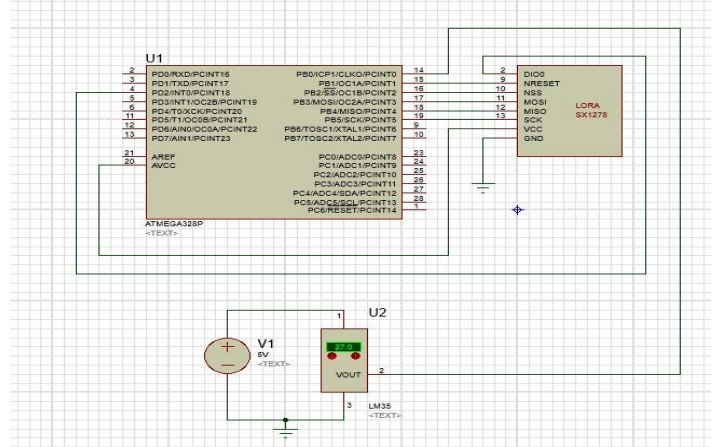 U1
2 PD0/RXD/PCINT16 PB0/ICP1/CLKO/PCINT0 14
3 PD1/TXD/PCINT17 PB1/OC1A/PCINT1 15
4 PD2/INT0/PCINT18 PB2/SS/OC1B/PCINT2 16
5 PD3/INT1/OC2B/PCINT19 PB3/MOSI/OC2A/PCINT3 17
6 PD4/T0/XCK/PCINT20 PB4/MISO/PCINT4 18
11 PD5/T1/OC0B/PCINT21 PB5/SCK/PCINT5 19
12 PD6/AIN0/OC0A/PCINT22 PB6/TOSC1/XTAL1/PCINT6 9
13 PD7/AIN1/PCINT23 PB7/TOSC2/XTAL2/PCINT7 10
21 AREF PC0/ADC0/PCINT8 23
20 AVCC PC1/ADC1/PCINT9 24
PC2/ADC2/PCINT10 25
PC3/ADC3/PCINT11 26
PC4/ADC4/SDA/PCINT12 27
PC5/ADC5/SCL/PCINT13 28
PC6/RESET/PCINT14 1
ATMEGA328P
<TEXT>
2 DIO0
9 NRESET
10 NSS
11 MOSI
12 MISO
13 SCK
VCC
GND
LORA
SX1278
V1
5V
<TEXT>
U2
1
27.0
VOUT 2
3
LM35
<TEXT>